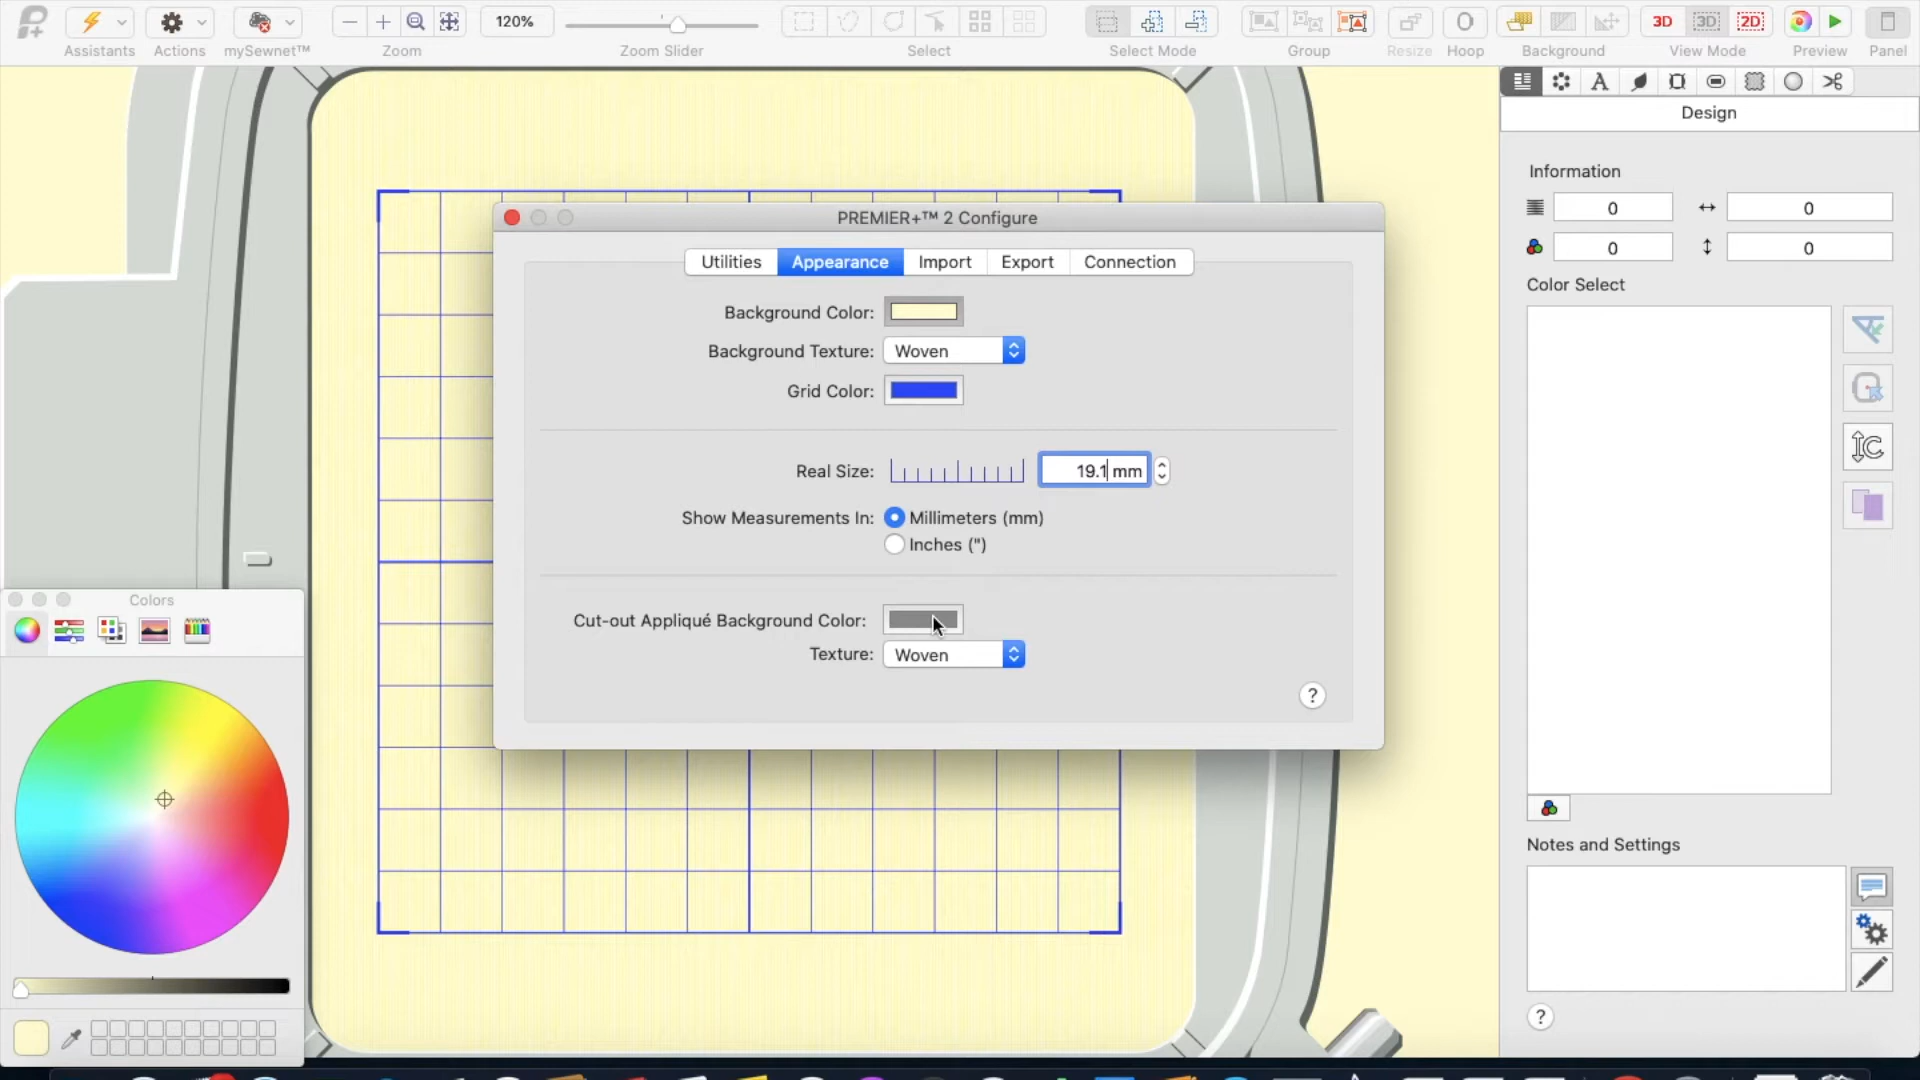 120%
Assistants Actions mySewnet™ Zoom Zoom Slider Select Select Mode Group Resize Hoop Background View Mode Preview Panel
3D 3D 2D
Design
Information
0 0
0 0
Color Select
Notes and Settings
?
PREMIER+™ 2 Configure
Utilities Appearance Import Export Connection
Background Color:
Background Texture: Woven
Grid Color:
Real Size: 19.1 mm
Show Measurements In: Millimeters (mm)
Inches (")
Cut-out Appliqué Background Color:
Texture: Woven
?
Colors